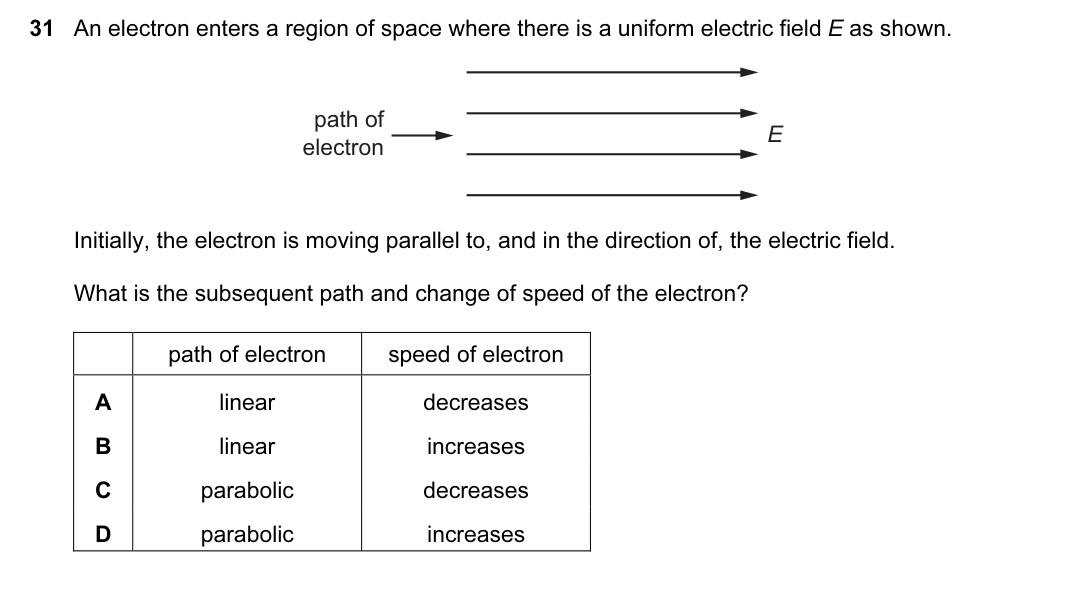 31 An electron enters a region of space where there is a uniform electric field E as shown.
path of
electron
E
Initially, the electron is moving parallel to, and in the direction of, the electric field.
What is the subsequent path and change of speed of the electron?
path of electron speed of electron
A linear decreases
B linear increases
C parabolic decreases
D parabolic increases